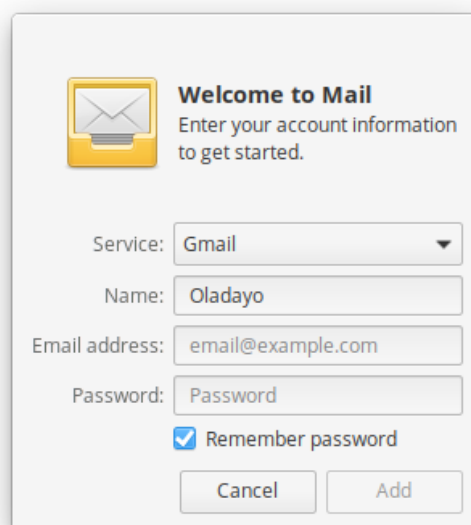 Welcome to Mail
Enter your account information
to get started.
Service: Gmail
Name: Oladayo
Email address: email@example.com
Password: Password
Remember password
Cancel Add